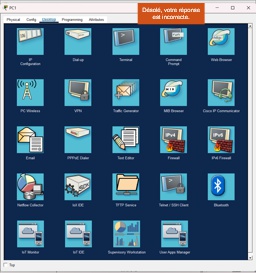 PC1
Désolé, votre réponse
est incorrecte.
Physical Config Desktop Programming Attributes
IP
Configuration
Dial-up
Terminal
Command
Prompt
Web Browser
PC Wireless
VPN
Traffic Generator
MIB Browser
Cisco IP Communicator
Email
PPPoE Dialer
Text Editor
Firewall
IPv6 Firewall
Netflow Collector
IoT IDE
TFTP Service
Telnet / SSH Client
Bluetooth
IoT Monitor
IoT IDE
Supervisory Workstation
User Apps Manager
Top